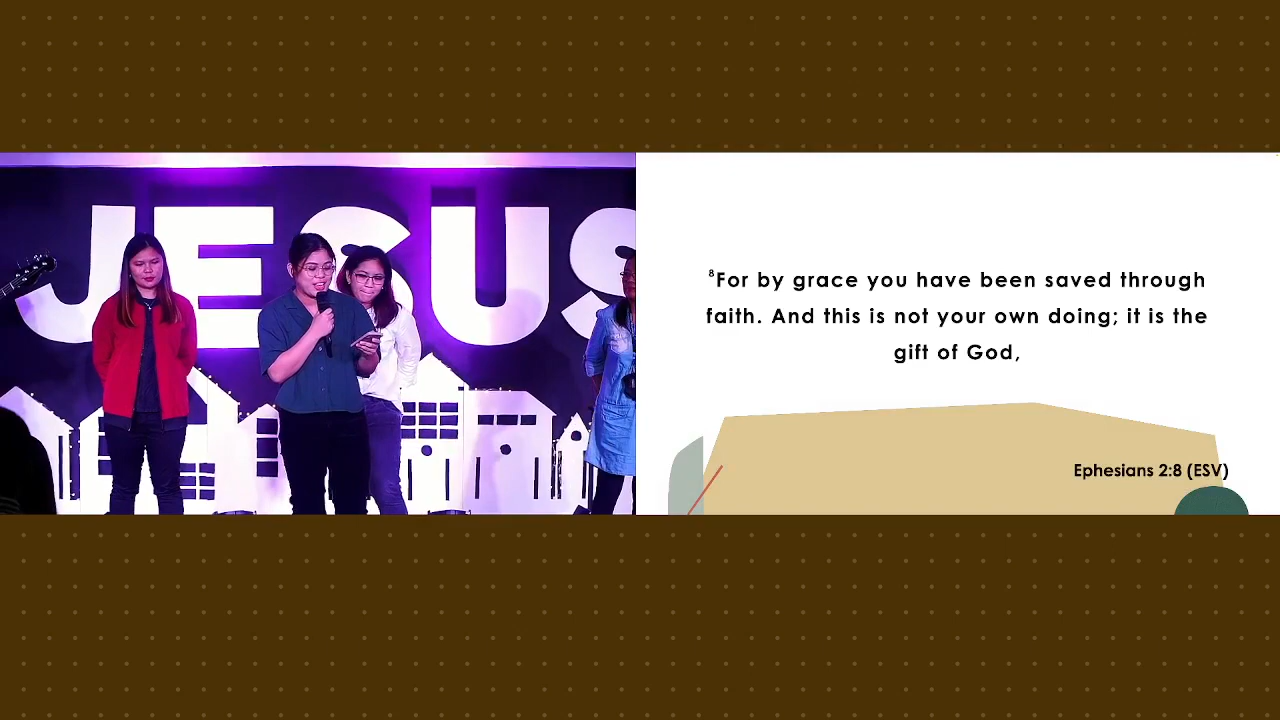 JESUS
⁸For by grace you have been saved through
faith. And this is not your own doing; it is the
gift of God,
Ephesians 2:8 (ESV)